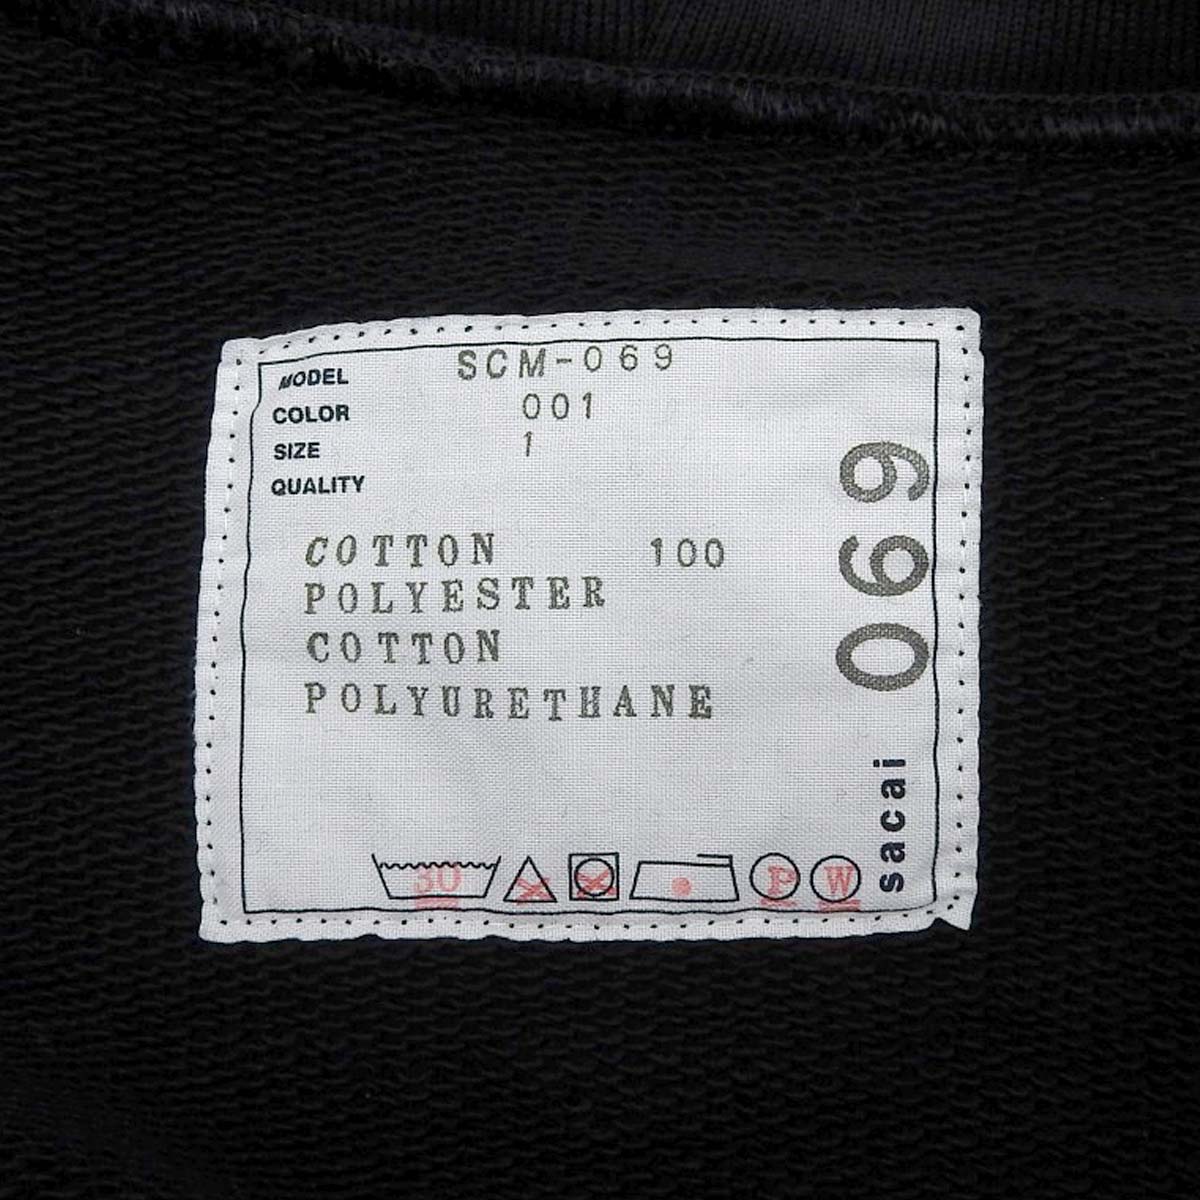 MODEL SCM-069
COLOR 001
SIZE 1
QUALITY
COTTON 100
POLYESTER
COTTON
POLYURETHANE
30
P
W
sacai 069